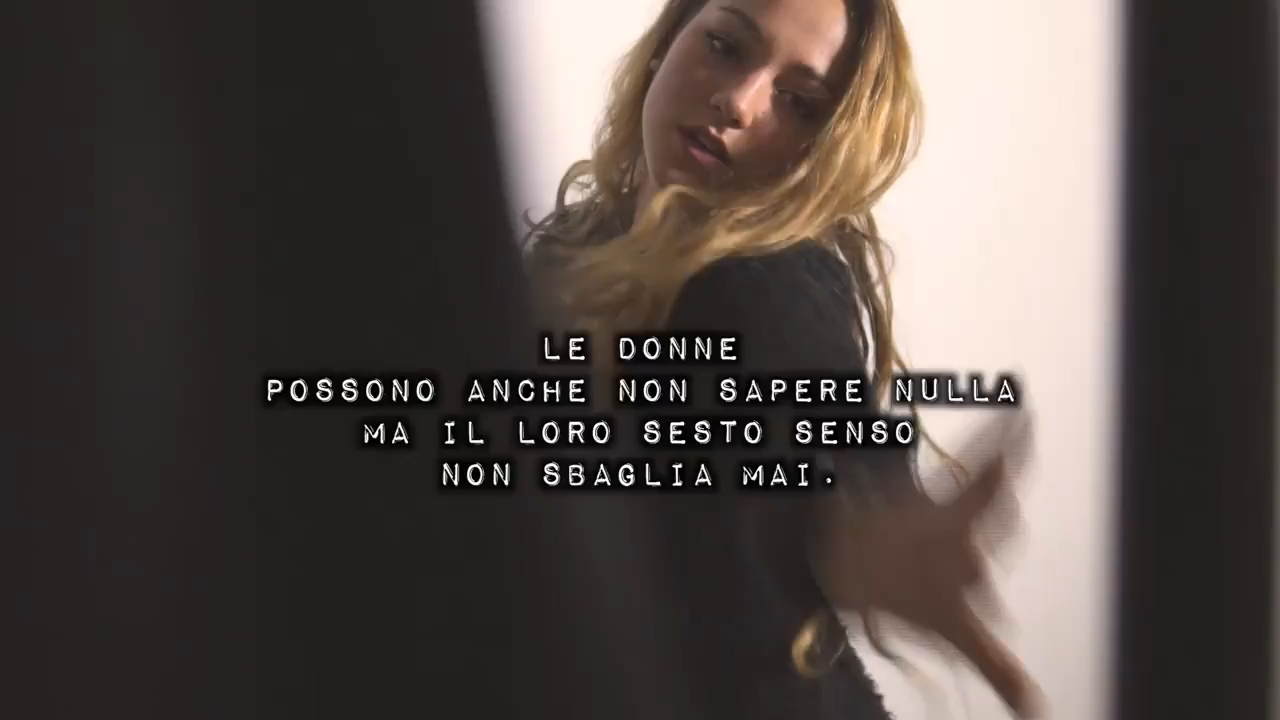 LE DONNE
POSSONO ANCHE NON SAPERE NULLA
MA IL LORO SESTO SENSO
NON SBAGLIA MAI.